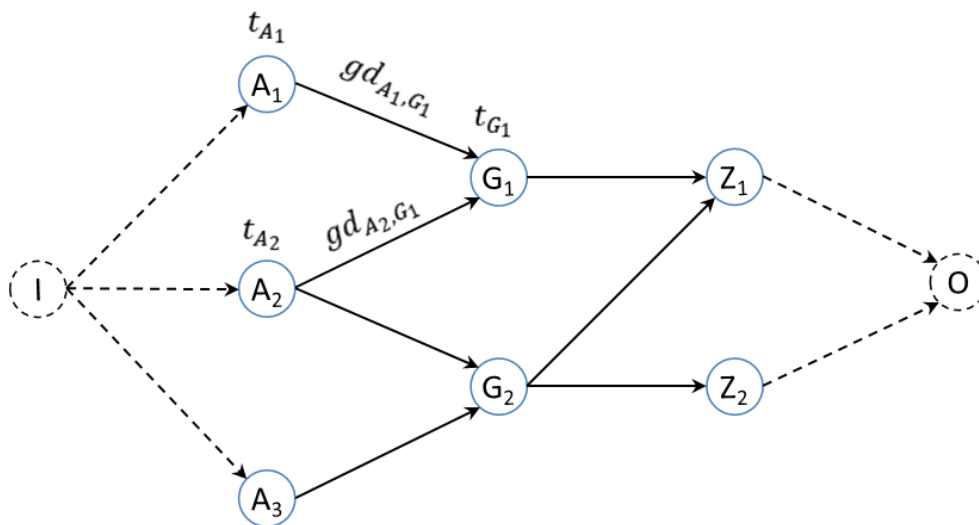 t_{A_1}
A_1
gd_{A_1,G_1}
t_{G_1}
G_1
Z_1
t_{A_2}
gd_{A_2,G_1}
I
A_2
O
G_2
Z_2
A_3